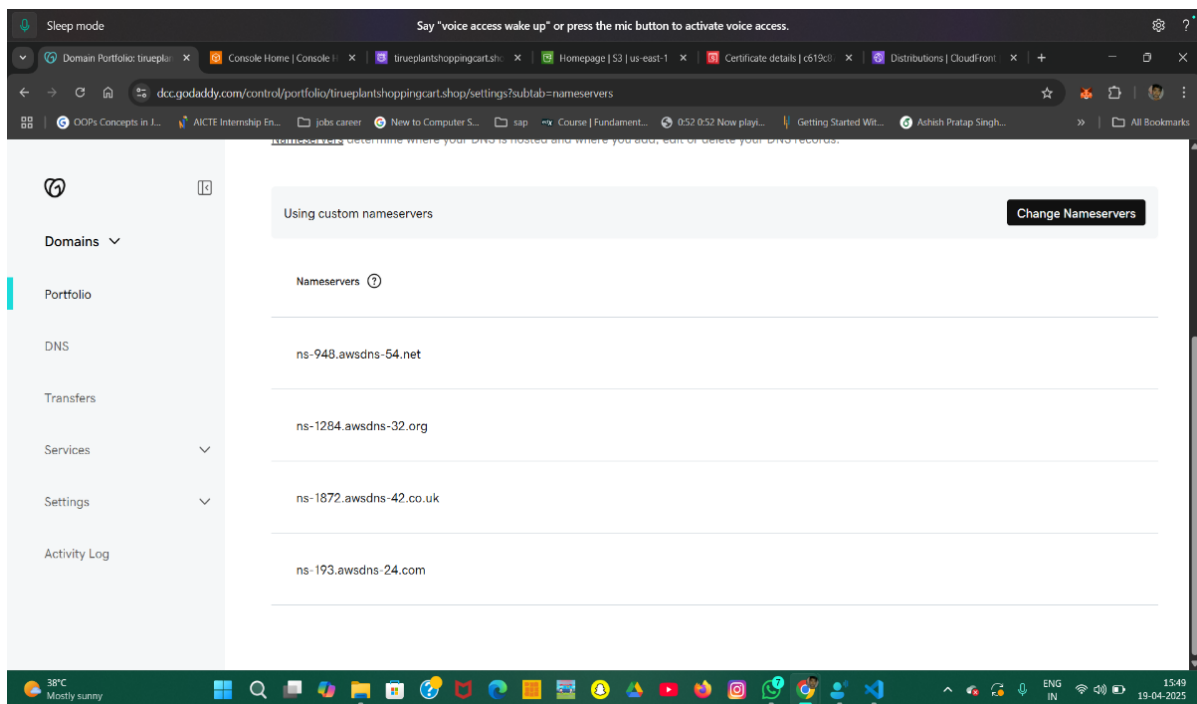 Sleep mode
Say "voice access wake up" or press the mic button to activate voice access.
Domain Portfolio: tirueplan
Console Home | Console H
tirueplantshoppingcart.sho
Homepage | S3 | us-east-1
Certificate details | c619c8
Distributions | CloudFront
dcc.godaddy.com/control/portfolio/tirueplantshoppingcart.shop/settings?subtab=nameservers
OOPs Concepts in J...
AICTE Internship En...
jobs career
New to Computer S...
sap
Course | Fundament...
0:52 0:52 Now playi...
Getting Started Wit...
Ashish Pratap Singh...
All Bookmarks
Nameservers determine where your DNS is hosted and where you add, edit or delete your DNS records.
Using custom nameservers
Change Nameservers
Domains
Nameservers
Portfolio
DNS
ns-948.awsdns-54.net
Transfers
ns-1284.awsdns-32.org
Services
Settings
ns-1872.awsdns-42.co.uk
Activity Log
ns-193.awsdns-24.com
38°C
Mostly sunny
7
ENG
IN
15:49
19-04-2025